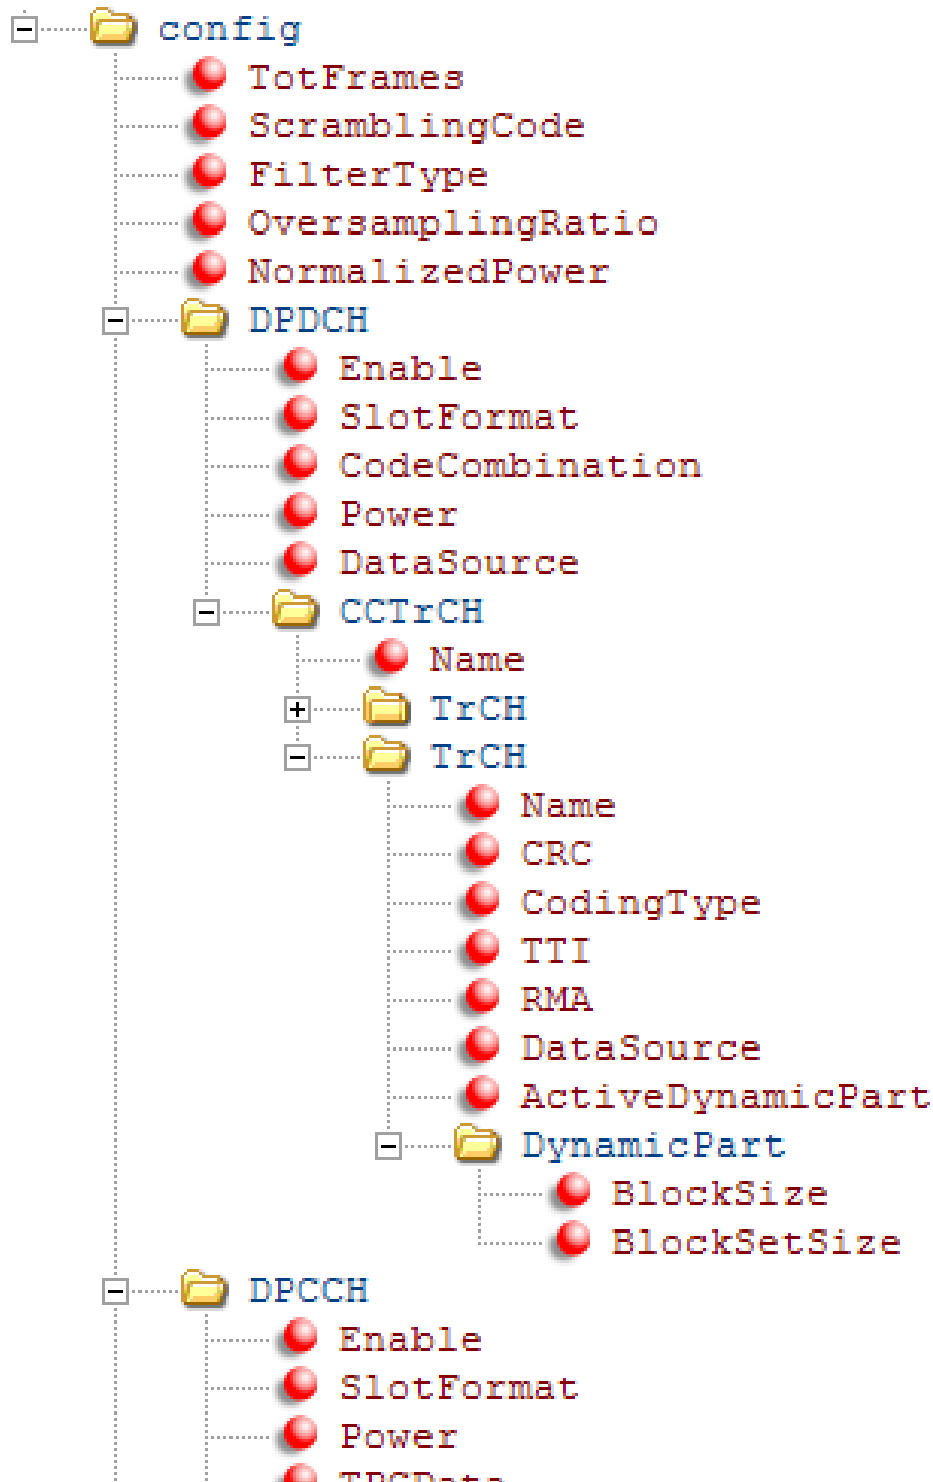 config
TotFrames
ScramblingCode
FilterType
OversamplingRatio
NormalizedPower
DPDCH
Enable
SlotFormat
CodeCombination
Power
DataSource
CCTrCH
Name
TrCH
TrCH
Name
CRC
CodingType
TTI
RMA
DataSource
ActiveDynamicPart
DynamicPart
BlockSize
BlockSetSize
DPCCH
Enable
SlotFormat
Power
TPCData